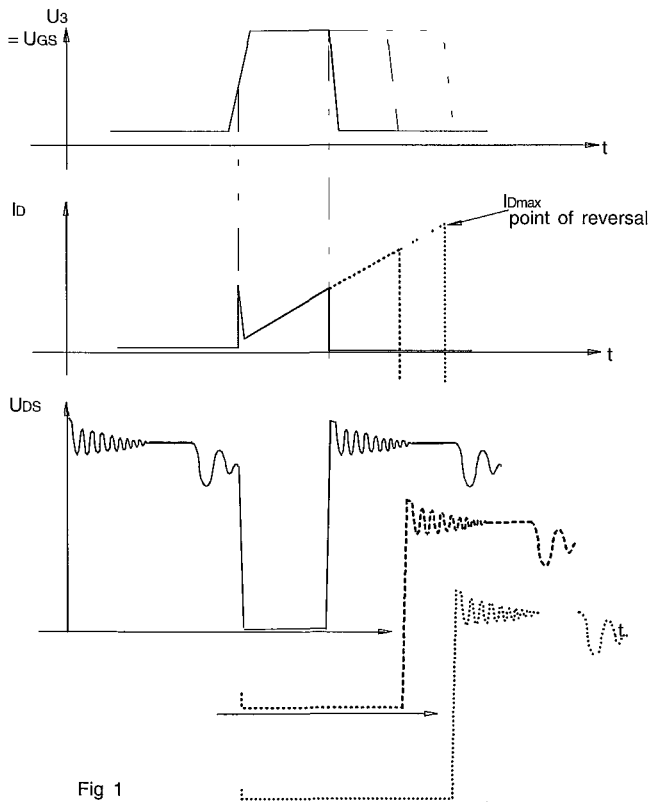 U3
= UGS
t
ID
IDmax
point of reversal
t
UDS
t
Fig 1